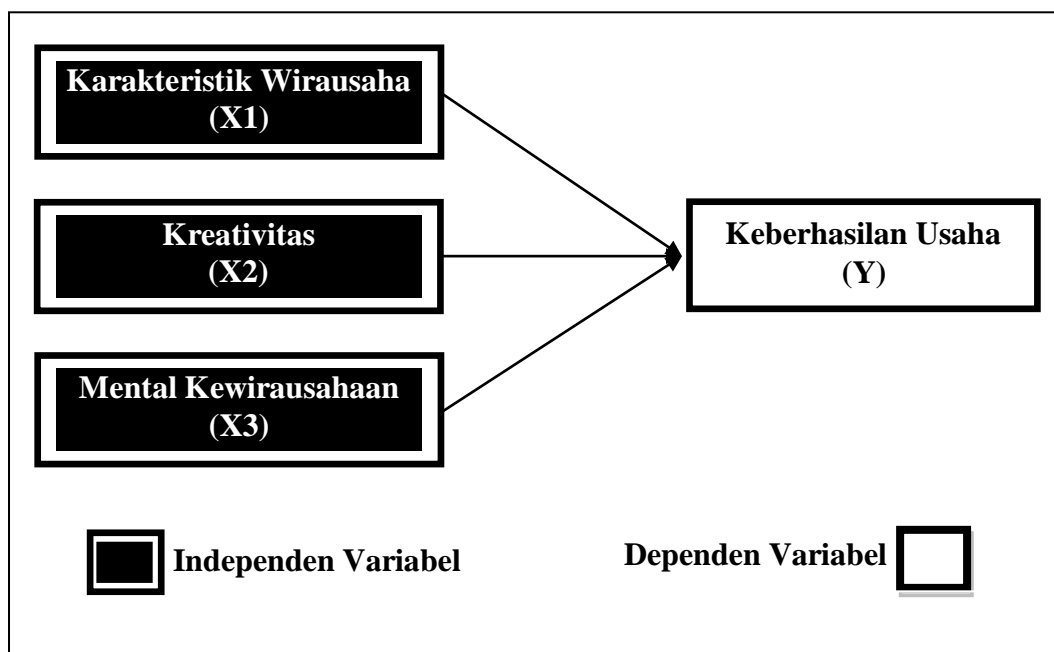 Karakteristik Wirausaha
(X1)
Kreativitas
(X2)
Mental Kewirausahaan
(X3)
Keberhasilan Usaha
(Y)
Independen Variabel
Dependen Variabel